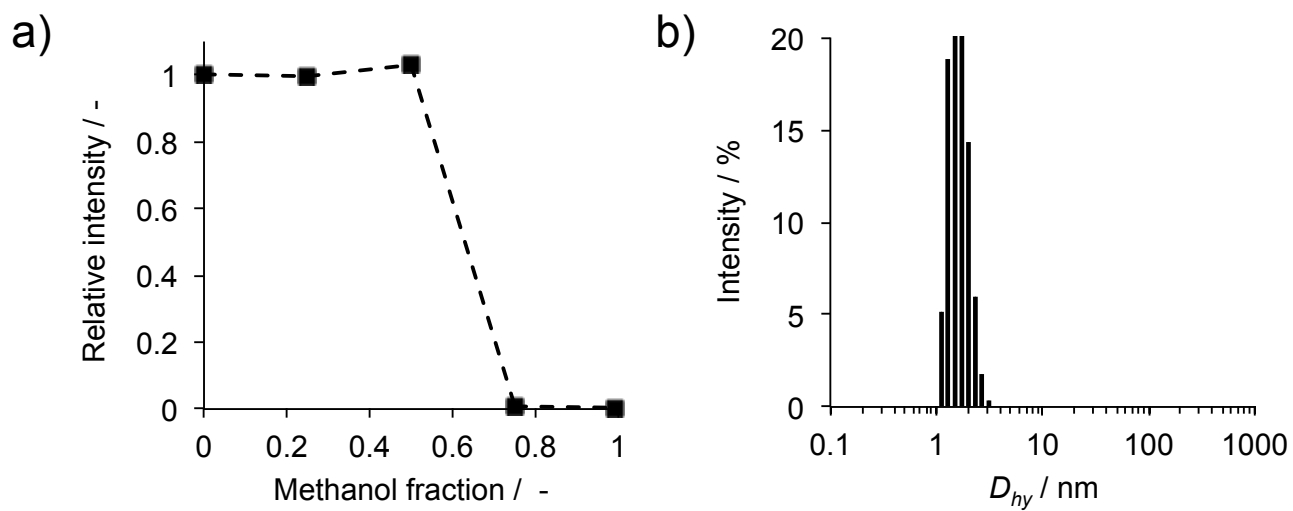 a)
Relative intensity / -
1
0.8
0.6
0.4
0.2
0
0 0.2 0.4 0.6 0.8 1
Methanol fraction / -
b)
Intensity / %
20
15
10
5
0
0.1 1 10 100 1000
Dhy / nm